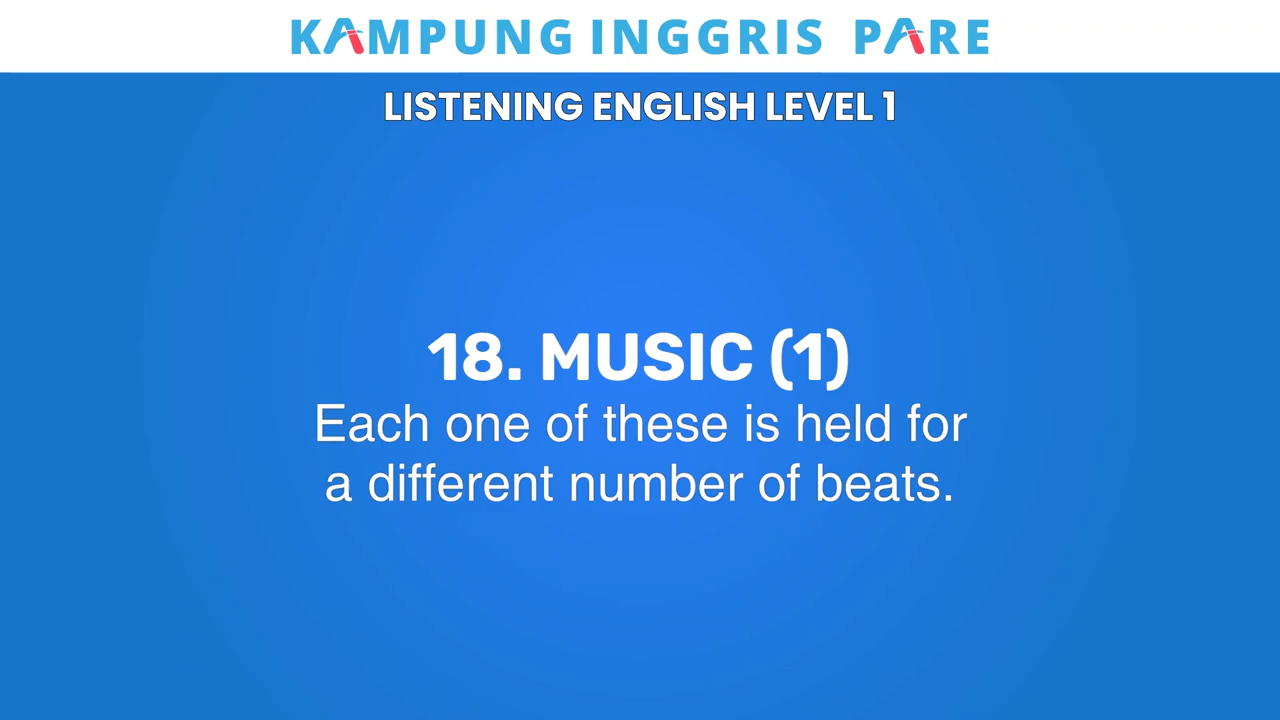 KAMPUNG INGGRIS PARE
LISTENING ENGLISH LEVEL 1
18. MUSIC (1)
Each one of these is held for
a different number of beats.